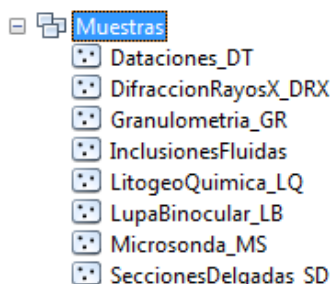 Muestras
Dataciones_DT
DifraccionRayosX_DRX
Granulometria_GR
InclusionesFluidas
LitogeoQuimica_LQ
LupaBinocular_LB
Microsonda_MS
SeccionesDelgadas_SD